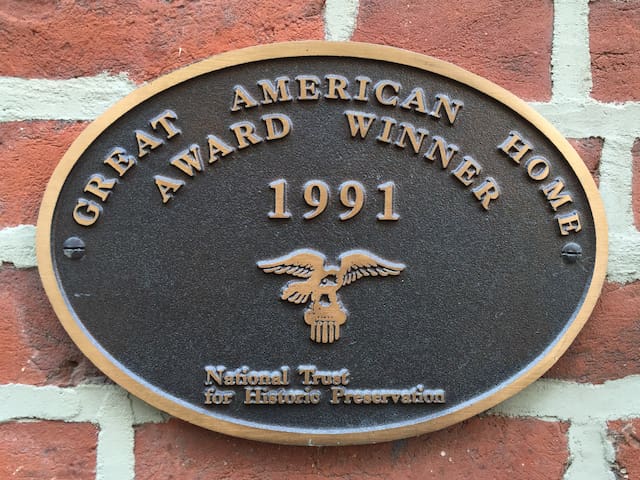 GREAT AMERICAN HOME
AWARD WINNER
1991
National Trust
for Historic Preservation